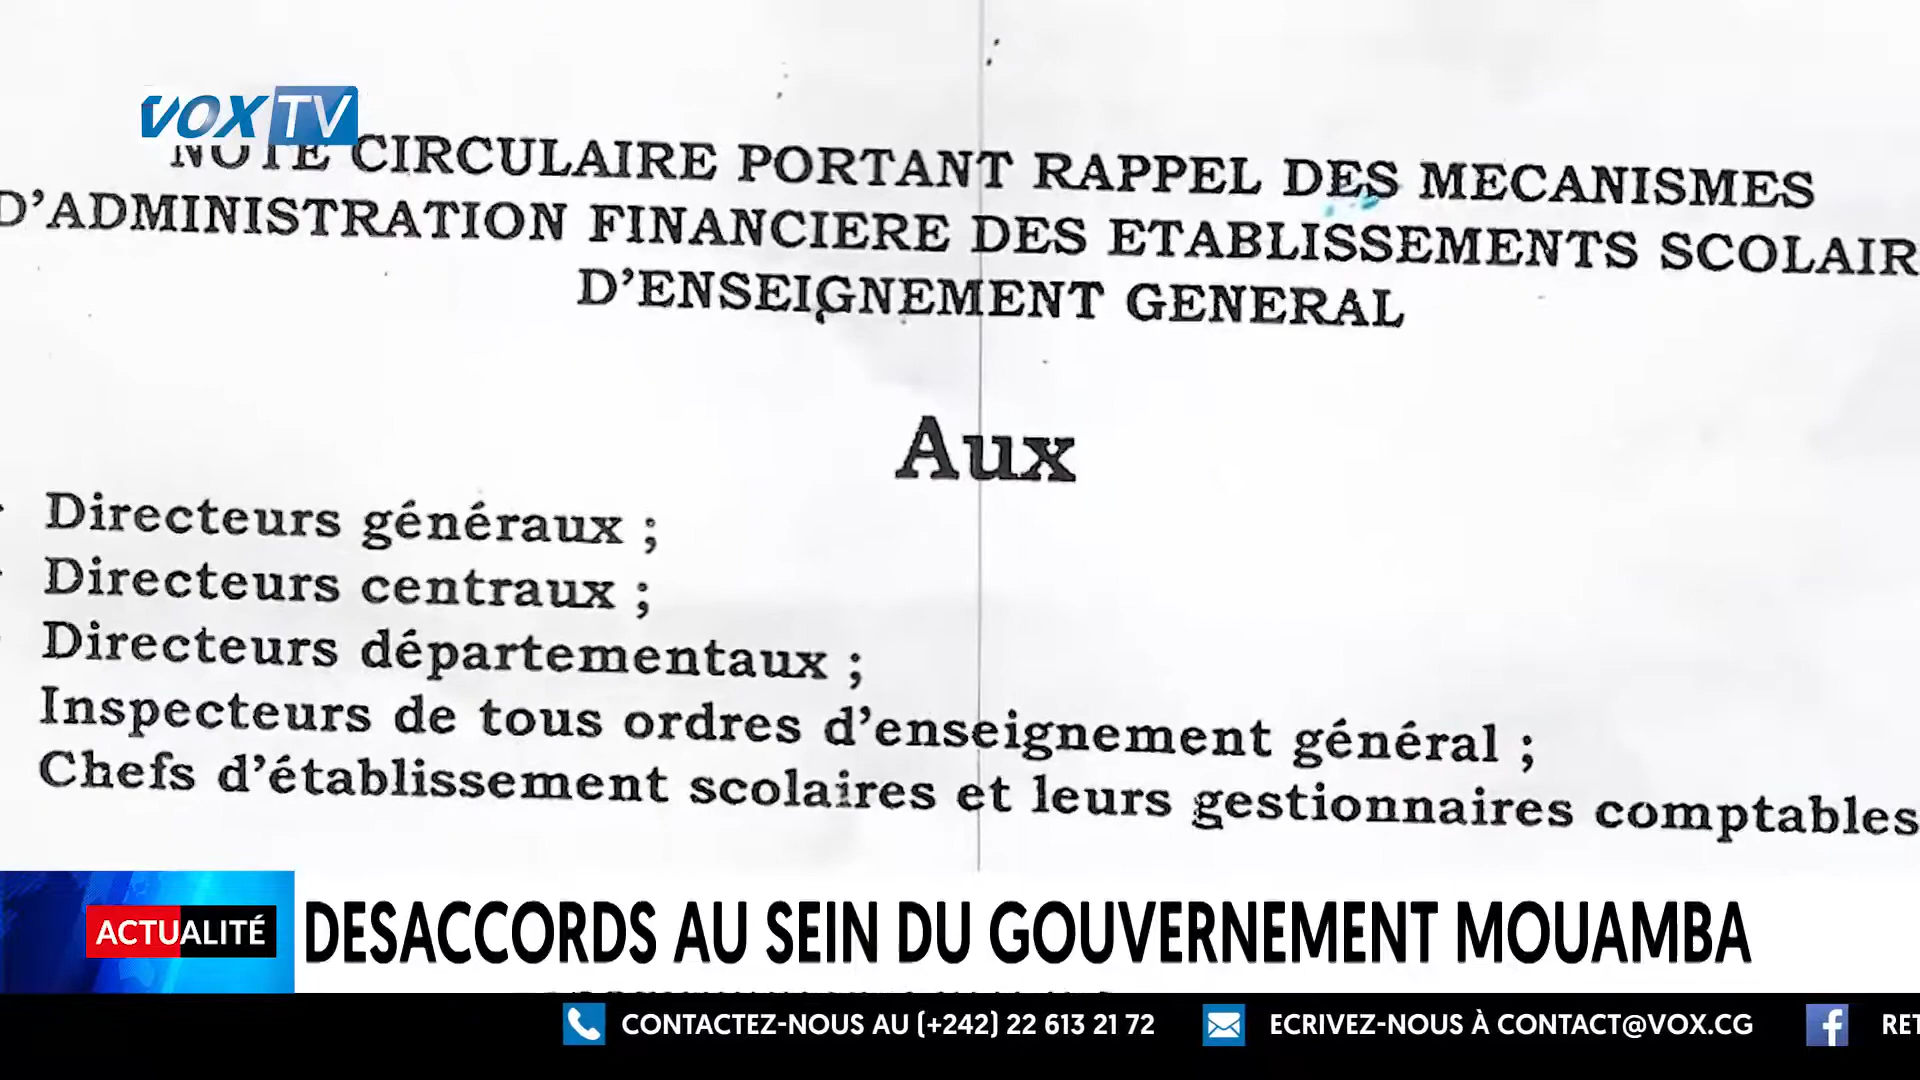 VOX TV
NOTE CIRCULAIRE PORTANT RAPPEL DES MECANISMES
D'ADMINISTRATION FINANCIERE DES ETABLISSEMENTS SCOLAIR
D'ENSEIGNEMENT GENERAL
Aux
Directeurs généraux ;
Directeurs centraux ;
Directeurs départementaux ;
Inspecteurs de tous ordres d'enseignement général ;
Chefs d'établissement scolaires et leurs gestionnaires comptables
ACTUALITÉ
DESACCORDS AU SEIN DU GOUVERNEMENT MOUAMBA
CONTACTEZ-NOUS AU (+242) 22 613 21 72
ECRIVEZ-NOUS À CONTACT@VOX.CG
RET